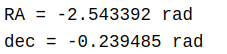 RA = -2.543392 rad
dec = -0.239485 rad